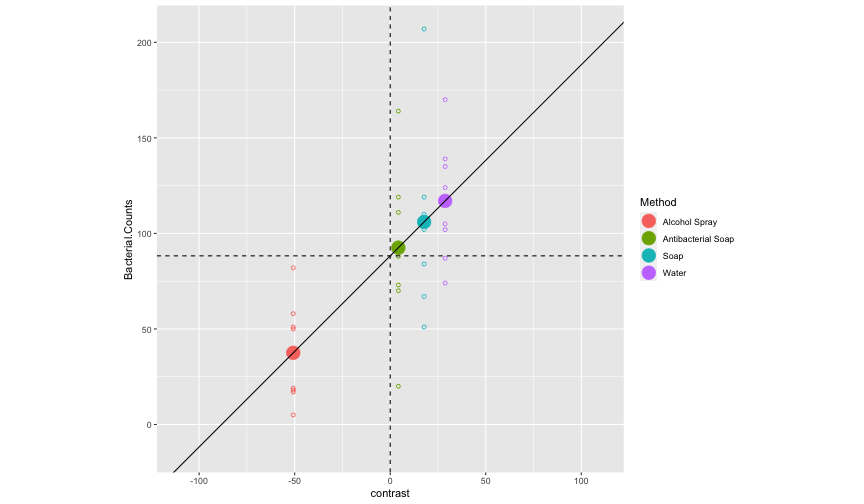 200
150
100
50
0
Bacterial.Counts
-100
-50
0
50
100
contrast
Method
Alcohol Spray
Antibacterial Soap
Soap
Water